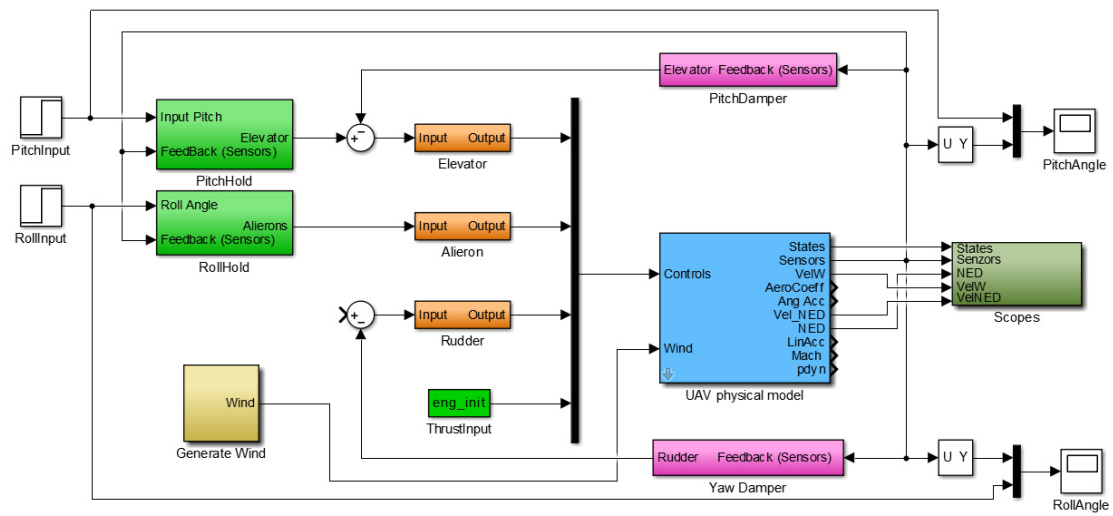 Elevator Feedback (Sensors)
PitchDamper
PitchInput
Input Pitch
Elevator
FeedBack (Sensors)
PitchHold
+
−
Input Output
Elevator
U Y
PitchAngle
RollInput
Roll Angle
Alierons
Feedback (Sensors)
RollHold
Input Output
Alieron
Controls
Wind
States
Sensors
VelW
AeroCoeff
Ang Acc
Vel_NED
NED
LinAcc
Mach
pdyn
UAV physical model
States
Senzors
NED
VelW
VelNED
Scopes
+
−
Input Output
Rudder
Wind
Generate Wind
eng_init
ThrustInput
Rudder Feedback (Sensors)
Yaw Damper
U Y
RollAngle